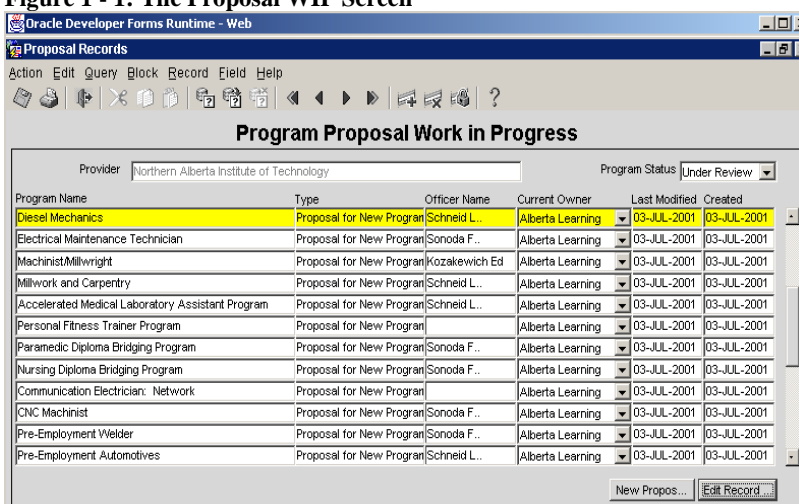 Figure 1 - 1: The Proposal WIP Screen
Oracle Developer Forms Runtime - Web
Proposal Records
Action Edit Query Block Record Field Help
Program Proposal Work in Progress
Provider Northern Alberta Institute of Technology Program Status Under Review
Program Name Type Officer Name Current Owner Last Modified Created
Diesel Mechanics Proposal for New Progran Schneid L.. Alberta Learning 03-JUL-2001 03-JUL-2001
Electrical Maintenance Technician Proposal for New Progran Sonoda F.. Alberta Learning 03-JUL-2001 03-JUL-2001
Machinist/Millwright Proposal for New Progran Kozakewich Ed Alberta Learning 03-JUL-2001 03-JUL-2001
Millwork and Carpentry Proposal for New Progran Schneid L.. Alberta Learning 03-JUL-2001 03-JUL-2001
Accelerated Medical Laboratory Assistant Program Proposal for New Progran Schneid L.. Alberta Learning 03-JUL-2001 03-JUL-2001
Personal Fitness Trainer Program Proposal for New Progran Alberta Learning 03-JUL-2001 03-JUL-2001
Paramedic Diploma Bridging Program Proposal for New Progran Sonoda F.. Alberta Learning 03-JUL-2001 03-JUL-2001
Nursing Diploma Bridging Program Proposal for New Progran Sonoda F.. Alberta Learning 03-JUL-2001 03-JUL-2001
Communication Electrician: Network Proposal for New Progran Alberta Learning 03-JUL-2001 03-JUL-2001
CNC Machinist Proposal for New Progran Sonoda F.. Alberta Learning 03-JUL-2001 03-JUL-2001
Pre-Employment Welder Proposal for New Progran Sonoda F.. Alberta Learning 03-JUL-2001 03-JUL-2001
Pre-Employment Automotives Proposal for New Progran Schneid L.. Alberta Learning 03-JUL-2001 03-JUL-2001
New Propos... Edit Record...